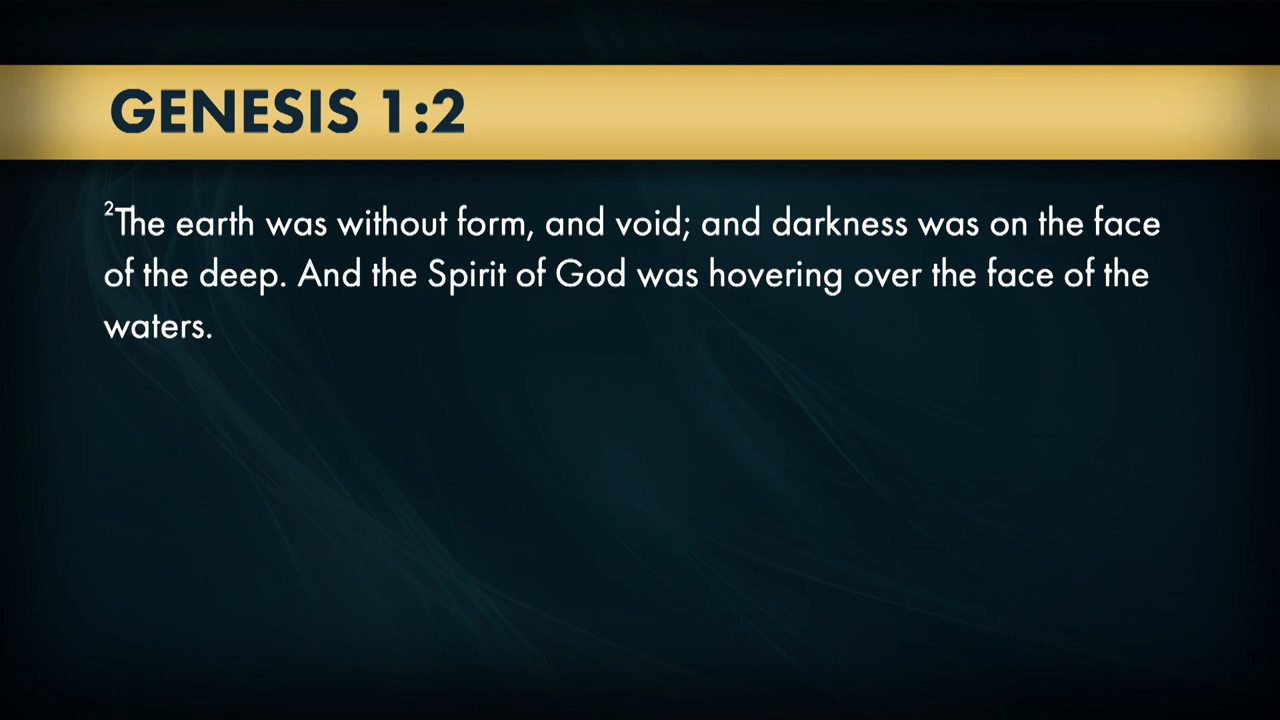 GENESIS 1:2
²The earth was without form, and void; and darkness was on the face
of the deep. And the Spirit of God was hovering over the face of the
waters.